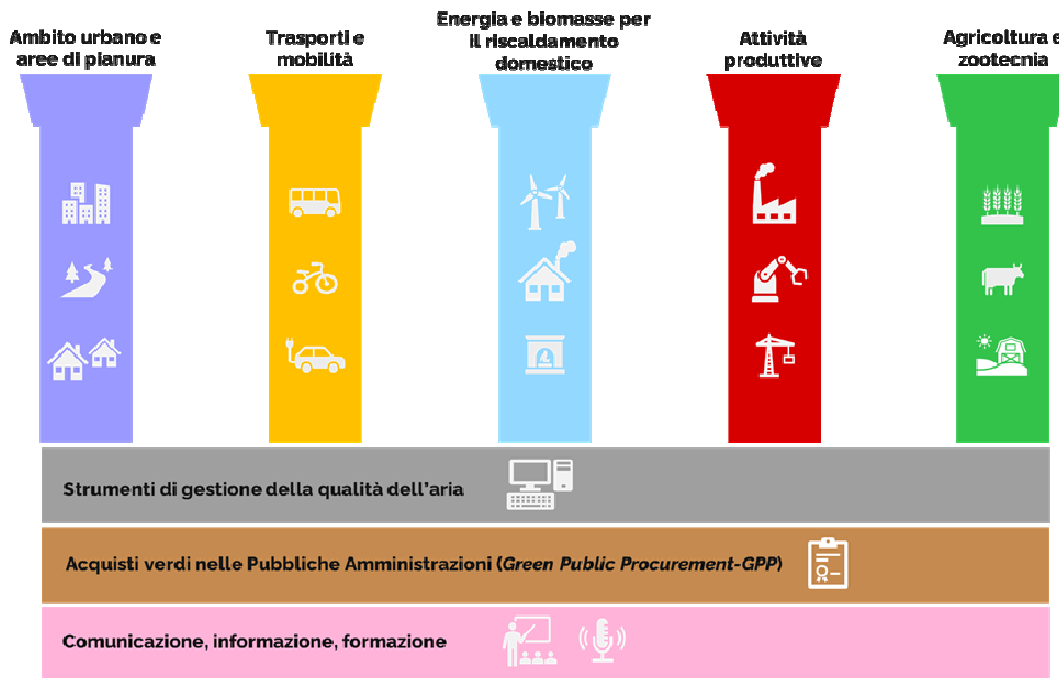 Ambito urbano e
aree di pianura
Trasporti e
mobilità
Energia e biomasse per
il riscaldamento
domestico
Attività
produttive
Agricoltura e
zootecnia
Strumenti di gestione della qualità dell'aria
Acquisti verdi nelle Pubbliche Amministrazioni (Green Public Procurement-GPP)
Comunicazione, informazione, formazione